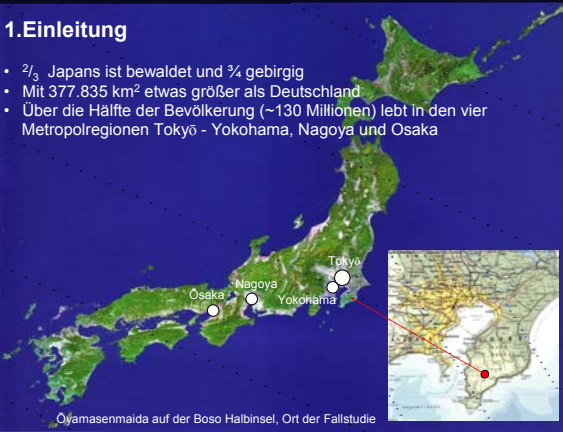 1.Einleitung
• 2/3 Japans ist bewaldet und ¾ gebirgig
• Mit 377.835 km² etwas größer als Deutschland
• Über die Hälfte der Bevölkerung (~130 Millionen) lebt in den vier
Metropolregionen Tokyō - Yokohama, Nagoya und Osaka
Tokyō
Nagoya
Yokohama
Ōsaka
Ōyamasenmaida auf der Boso Halbinsel, Ort der Fallstudie